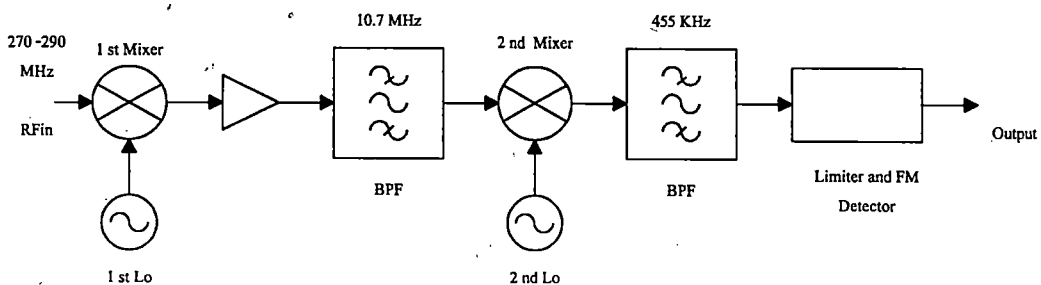 10.7 MHz
455 KHz
270 -290
MHz
RFin
1 st Mixer
2 nd Mixer
BPF
BPF
Limiter and FM
Detector
Output
1 st Lo
2 nd Lo